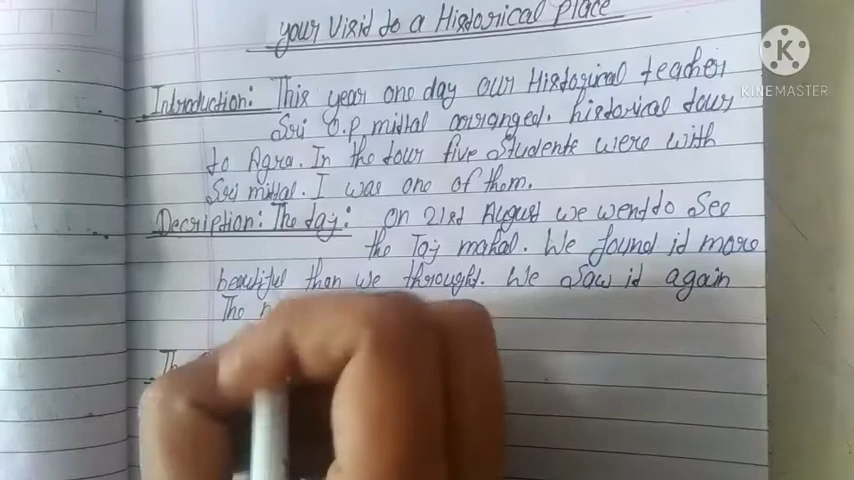 your Visit to a Historical place
Introduction: This year one day our Historical teacher
Sri O.P mittal arranged. historical tour
to Agra. In the tour five Students were with
Sri mittal. I was one of them.
Decription: The day: On 21st August we went to See
the Taj mahal. We found it more
beautiful than we throught. We Saw it again
The
KINEMASTER